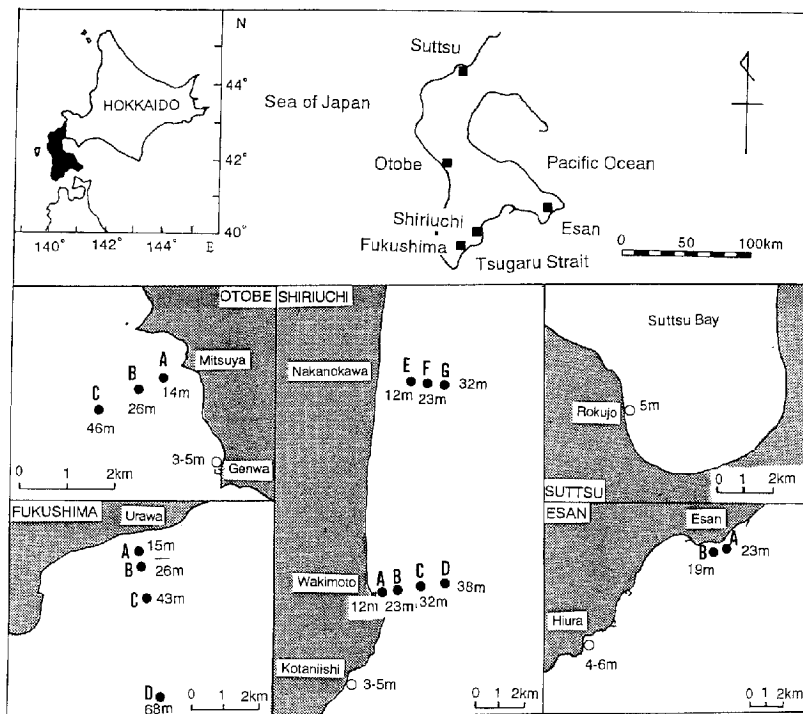 N
44°
HOKKAIDO
42°
40°
140° 142° 144° E
Suttsu
Sea of Japan
Otobe
Pacific Ocean
Shiriuchi
Esan
Fukushima
Tsugaru Strait
0 50 100km
OTOBE
Mitsuya
A
14m
B
26m
C
46m
3-5m
Genwa
0 1 2km
SHIRIUCHI
Nakanokawa
E F G
12m 23m 32m
Wakimoto
A B C D
12m 23m 32m 38m
Kotaniishi
3-5m
0 1 2km
Suttsu Bay
Rokujo
5m
0 1 2km
SUTTSU
FUKUSHIMA
Urawa
A 15m
B 26m
C 43m
D
68m
0 1 2km
ESAN
Esan
B A
19m 23m
Hiura
4-6m
0 1 2km